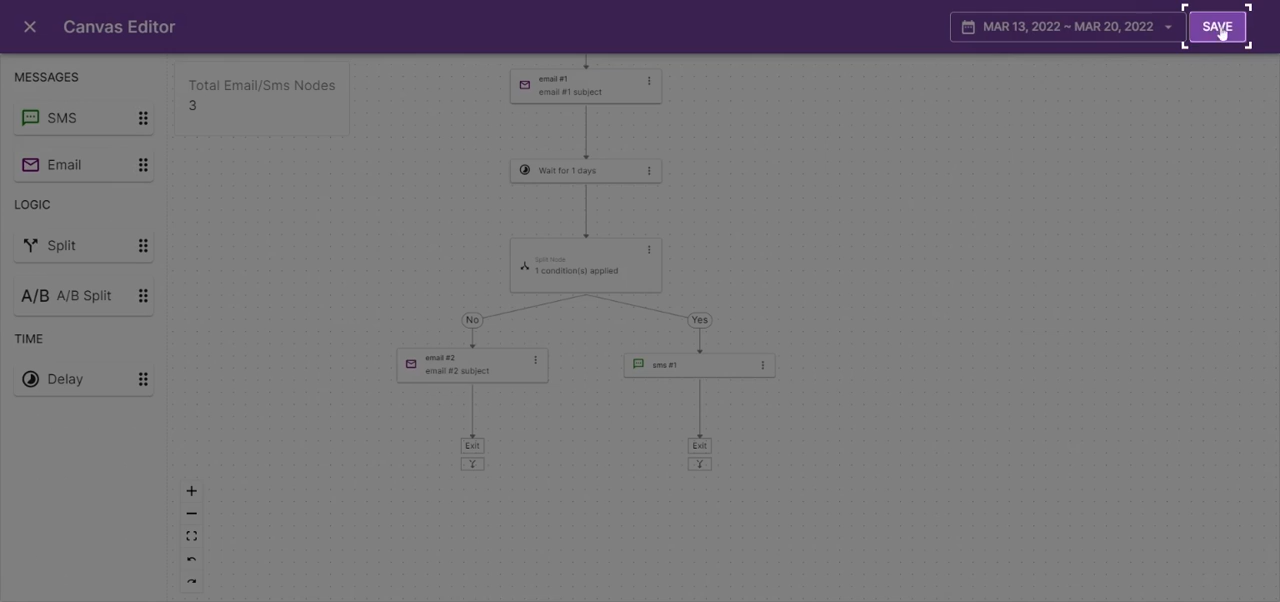 Canvas Editor
MAR 13, 2022 ~ MAR 20, 2022
SAVE
MESSAGES
SMS
Email
LOGIC
Split
A/B A/B Split
TIME
Delay
Total Email/Sms Nodes
3
email #1
email #1 subject
Wait for 1 days
Split Node
1 condition(s) applied
No
Yes
email #2
email #2 subject
sms #1
Exit
Exit